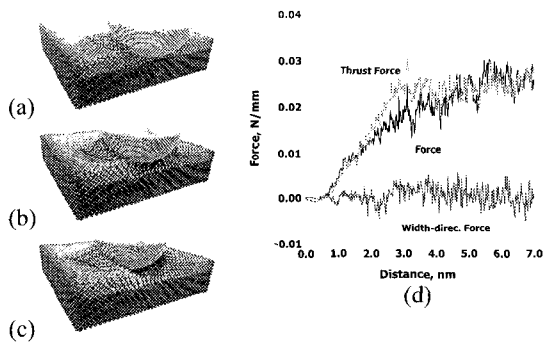 (a)
(b)
(c)
0.04
0.03
0.02
0.01
0.00
-0.01
Force, N/mm
Thrust Force
Force
Width-direc. Force
0.0 1.0 2.0 3.0 4.0 5.0 6.0 7.0
Distance, nm
(d)